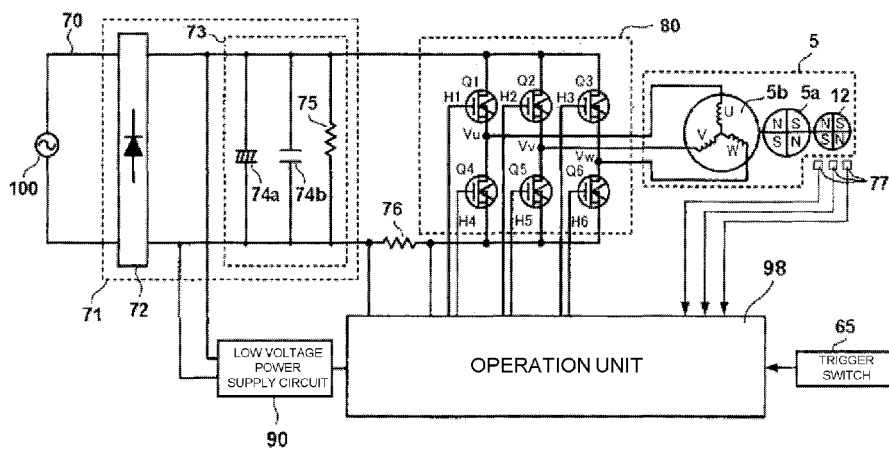 70
73
80
5
75
Q1
Q2
Q3
H1
H2
H3
5b
5a
12
U
V
W
N
S
S
N
N
S
S
N
Vu
Vv
Vw
100
74a
74b
Q4
Q5
Q6
77
76
H4
H5
H6
71
72
98
65
LOW VOLTAGE
POWER
SUPPLY CIRCUIT
OPERATION UNIT
TRIGGER
SWITCH
90